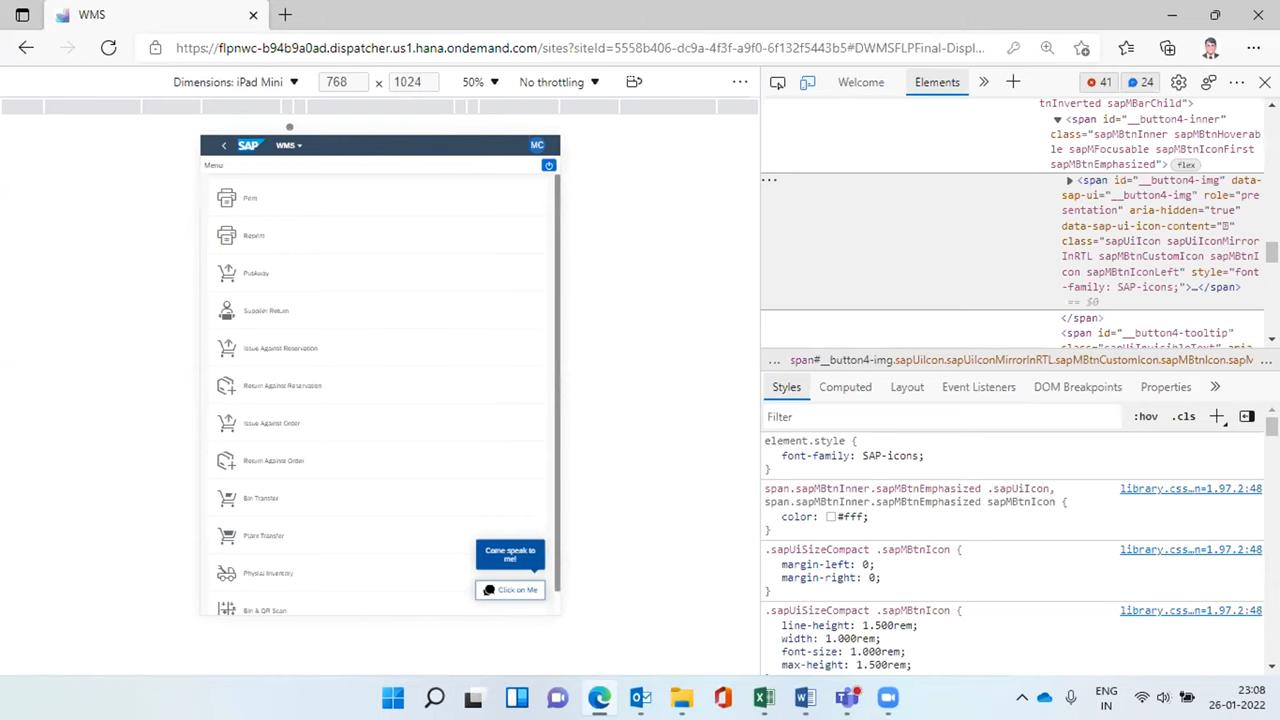 WMS
https://flpnwc-b94b9a0ad.dispatcher.us1.hana.ondemand.com/sites?siteId=5558b406-dc9a-4f3f-a9f0-6f132f5443b5#DWMSFLPFinal-Displ...
Dimensions: iPad Mini 768 × 1024 50% No throttling
Welcome Elements 41 24
SAP WMS MC
Menu
Print
Reprint
PutAway
Supplier Return
Issue Against Reservation
Return Against Reservation
Issue Against Order
Return Against Order
Bin Transfer
Plant Transfer
Physial Inventory
Bin & QR Scan
Come speak to
me!
Click on Me
tnInverted sapMBarChild">
<span id="__button4-inner"
class="sapMBtnInner sapMBtnHoverab
le sapMFocusable sapMBtnIconFirst
sapMBtnEmphasized"> flex
<span id="__button4-img" data-
sap-ui="__button4-img" role="pre
sentation" aria-hidden="true"
data-sap-ui-icon-content="
class="sapUiIcon sapUiIconMirror
InRTL sapMBtnCustomIcon sapMBtnI
con sapMBtnIconLeft" style="font
-family: SAP-icons;">…</span>
== $0
</span>
<span id="__button4-tooltip"
class="sapUiInvisibleText" aria-
... span#__button4-img.sapUiIcon.sapUiIconMirrorInRTL.sapMBtnCustomIcon.sapMBtnIcon.sapM ...
Styles Computed Layout Event Listeners DOM Breakpoints Properties
Filter :hov .cls
element.style {
font-family: SAP-icons;
}
span.sapMBtnInner.sapMBtnEmphasized .sapUiIcon, library.css…n=1.97.2:48
span.sapMBtnInner.sapMBtnEmphasized sapMBtnIcon {
color: #fff;
}
.sapUiSizeCompact .sapMBtnIcon { library.css…n=1.97.2:48
margin-left: 0;
margin-right: 0;
}
.sapUiSizeCompact .sapMBtnIcon { library.css…n=1.97.2:48
line-height: 1.500rem;
width: 1.000rem;
font-size: 1.000rem;
max-height: 1.500rem;
ENG
IN
23:08
26-01-2022